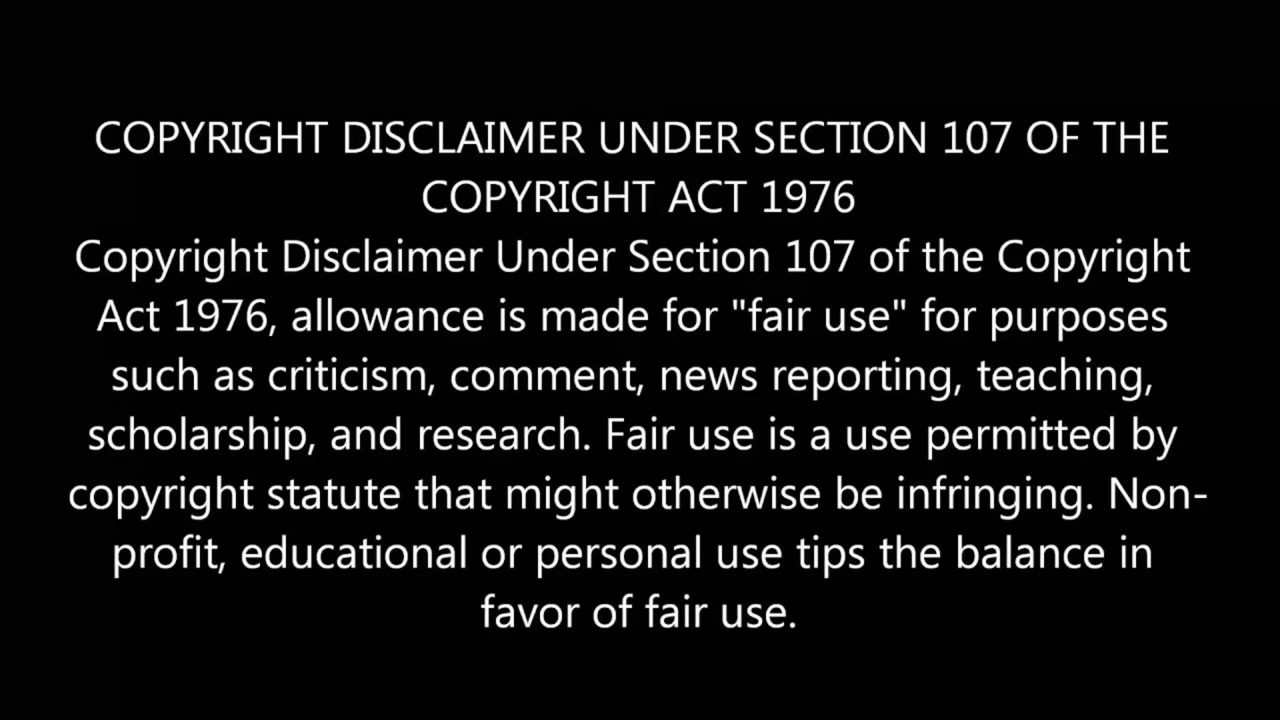 COPYRIGHT DISCLAIMER UNDER SECTION 107 OF THE
COPYRIGHT ACT 1976
Copyright Disclaimer Under Section 107 of the Copyright
Act 1976, allowance is made for "fair use" for purposes
such as criticism, comment, news reporting, teaching,
scholarship, and research. Fair use is a use permitted by
copyright statute that might otherwise be infringing. Non-
profit, educational or personal use tips the balance in
favor of fair use.